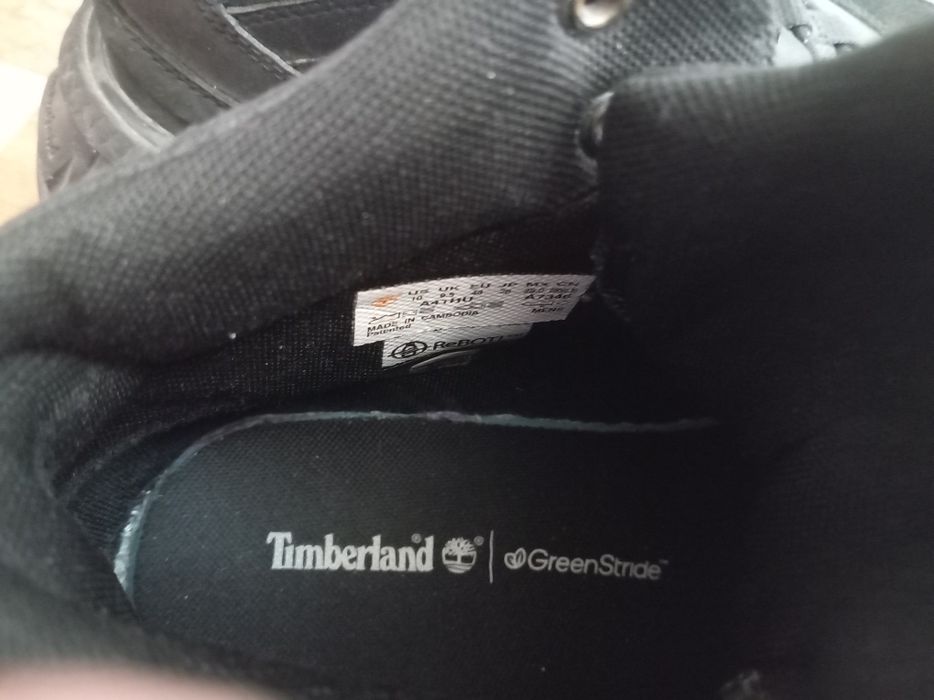 US UK EU JP MX CN
10 9.5 44 28
A41HU A7346
MADE IN CAMBODIA MENS
Patented
ReBOTL
Timberland® | GreenStride™